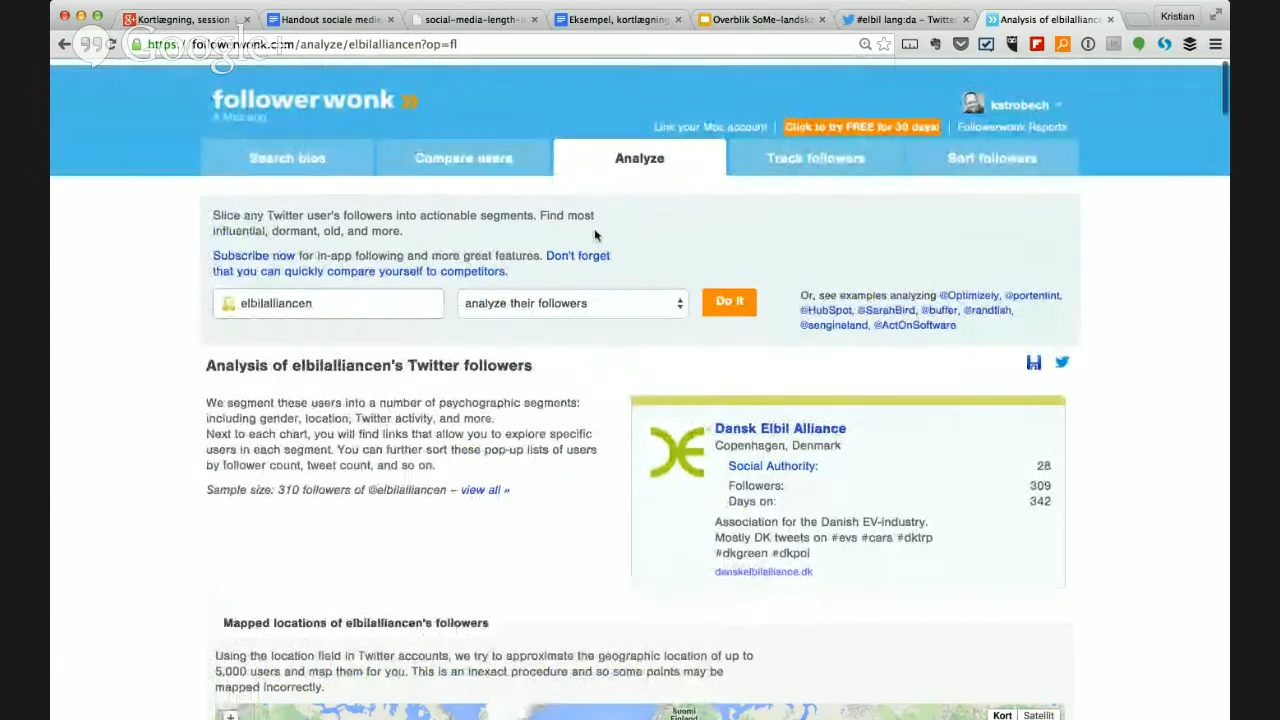 Kortlægning, session
Handout sociale medie
social-media-length-i
Eksempel, kortlægning
Overblik SoMe-landska
#elbil lang:da - Twitter
Analysis of elbilalliancen
Kristian
Google+
https://followerwonk.com/analyze/elbilalliancen?op=fl
followerwonk
A Moz app
kstrobech
Link your Moz account
Click to try FREE for 30 days!
Followerwonk Reports
Search bios
Compare users
Analyze
Track followers
Sort followers
Slice any Twitter user's followers into actionable segments. Find most
influential, dormant, old, and more.
Subscribe now for in-app following and more great features. Don't forget
that you can quickly compare yourself to competitors.
elbilalliancen
analyze their followers
Do it
Or, see examples analyzing @Optimizely, @portentint,
@HubSpot, @SarahBird, @buffer, @randfish,
@sengineland, @ActOnSoftware
Analysis of elbilalliancen's Twitter followers
We segment these users into a number of psychographic segments:
including gender, location, Twitter activity, and more.
Next to each chart, you will find links that allow you to explore specific
users in each segment. You can further sort these pop-up lists of users
by follower count, tweet count, and so on.
Sample size: 310 followers of @elbilalliancen – view all »
Dansk Elbil Alliance
Copenhagen, Denmark
Social Authority: 28
Followers: 309
Days on: 342
Association for the Danish EV-industry.
Mostly DK tweets on #evs #cars #dktrp
#dkgreen #dkpol
danskelbilalliance.dk
Mapped locations of elbilalliancen's followers
Using the location field in Twitter accounts, we try to approximate the geographic location of up to
5,000 users and map them for you. This is an inexact procedure and so some points may be
mapped incorrectly.
Suomi
Finland
Kort
Satellit